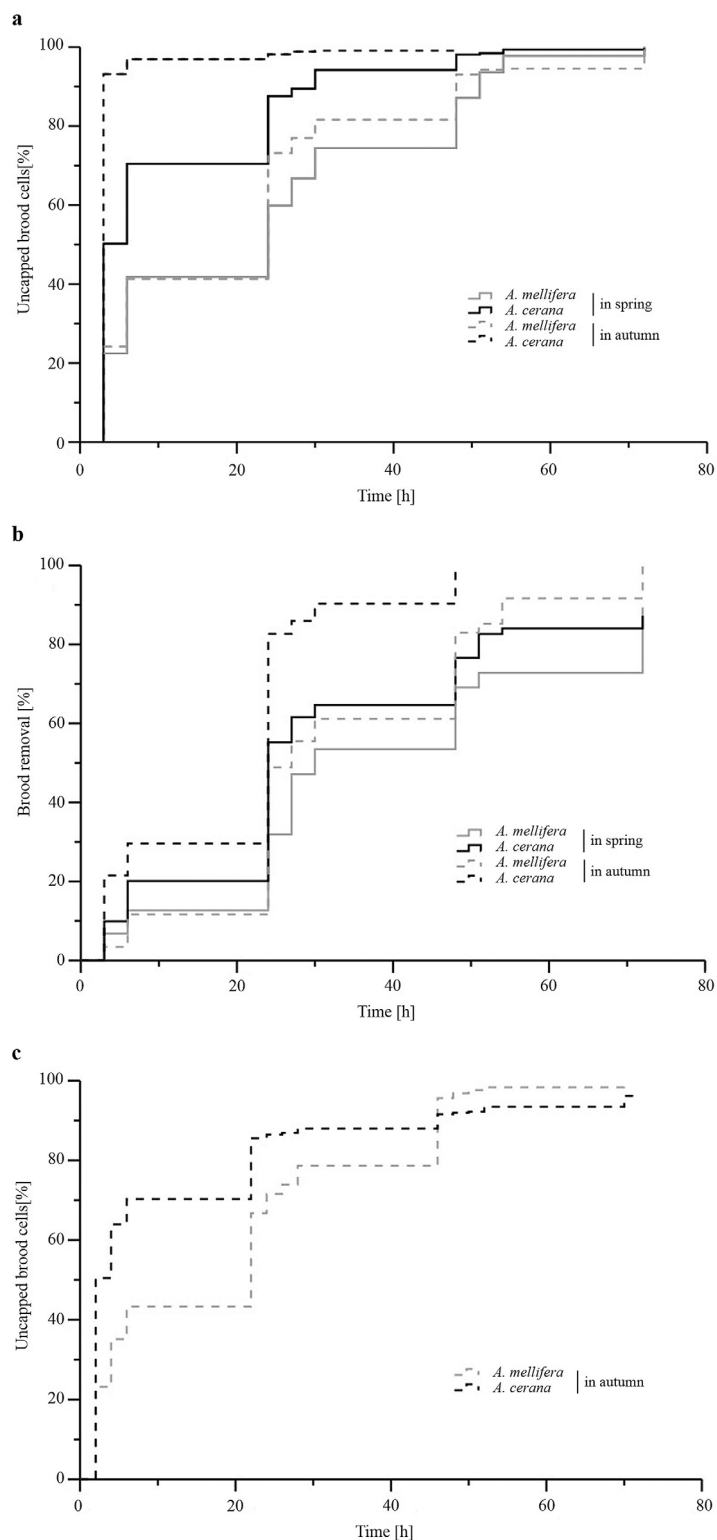 a
100
80
60
40
20
0
Uncapped brood cells[%]
A. mellifera
A. cerana
in spring
A. mellifera
A. cerana
in autumn
0 20 40 60 80
Time [h]
b
100
80
60
40
20
0
Brood removal [%]
A. mellifera
A. cerana
in spring
A. mellifera
A. cerana
in autumn
0 20 40 60 80
Time [h]
c
100
80
60
40
20
0
Uncapped brood cells[%]
A. mellifera
A. cerana
in autumn
0 20 40 60 80
Time [h]